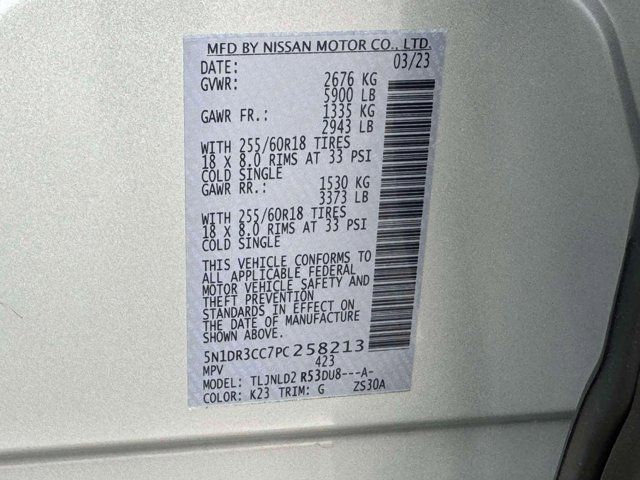 MFD BY NISSAN MOTOR CO., LTD.
DATE: 03/23
GVWR: 2676 KG
5900 LB
GAWR FR.: 1335 KG
2943 LB
WITH 255/60R18 TIRES
18 X 8.0 RIMS AT 33 PSI
COLD SINGLE
GAWR RR.: 1530 KG
3373 LB
WITH 255/60R18 TIRES
18 X 8.0 RIMS AT 33 PSI
COLD SINGLE
THIS VEHICLE CONFORMS TO
ALL APPLICABLE FEDERAL
MOTOR VEHICLE SAFETY AND
THEFT PREVENTION
STANDARDS IN EFFECT ON
THE DATE OF MANUFACTURE
SHOWN ABOVE.
5N1DR3CC7PC258213
MPV 423
MODEL: TLJNLD2 R53DU8---A-
COLOR: K23 TRIM: G ZS30A